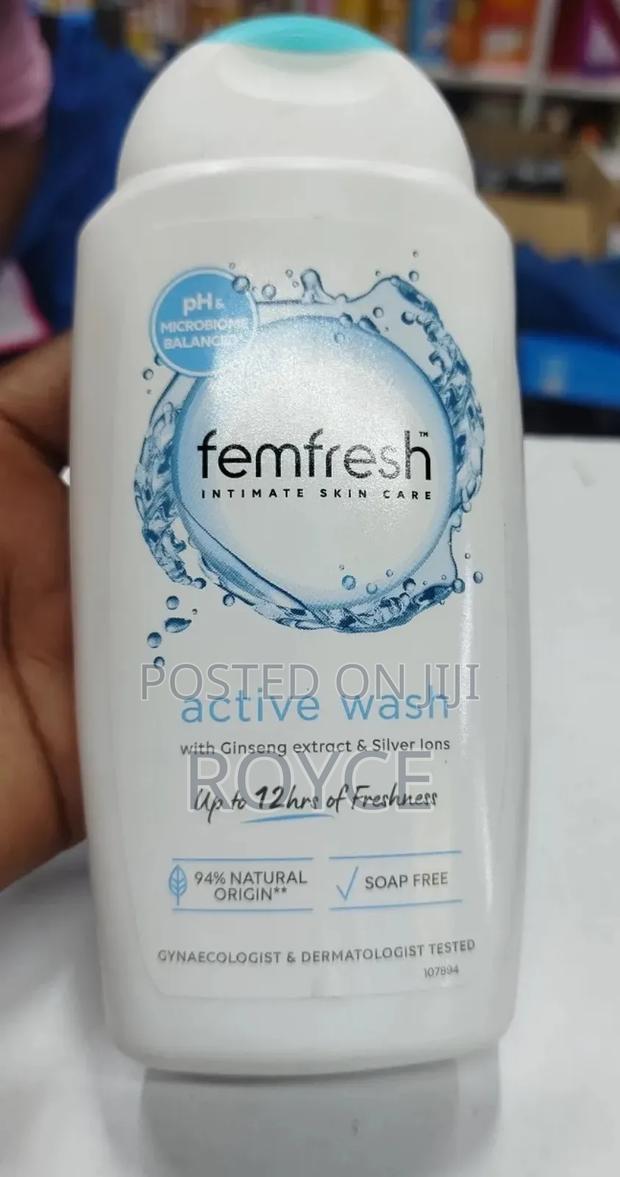 pH &
MICROBIOME
BALANCED*
femfresh™
INTIMATE SKIN CARE
POSTED ON JIJI
active wash
with Ginseng extract & Silver Ions
ROYCE
Up to 12hrs of Freshness
94% NATURAL
ORIGIN**
SOAP FREE
GYNAECOLOGIST & DERMATOLOGIST TESTED
107894